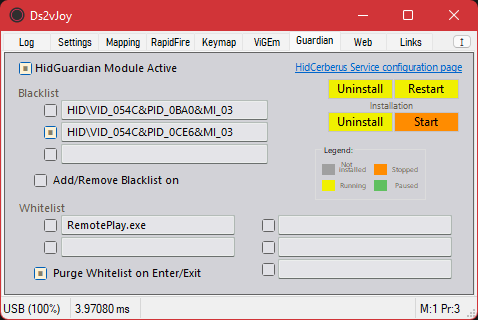 Ds2vJoy
Log Settings Mapping RapidFire Keymap ViGEm Guardian Web Links
HidGuardian Module Active
HidCerberus Service configuration page
Uninstall Restart
Blacklist
Installation
HID\VID_054C&PID_0BA0&MI_03
Uninstall Start
HID\VID_054C&PID_0CE6&MI_03
Legend:
Not
Installed Stopped
Running Paused
Add/Remove Blacklist on
Whitelist
RemotePlay.exe
Purge Whitelist on Enter/Exit
USB (100%) 3.97080 ms M:1 Pr:3